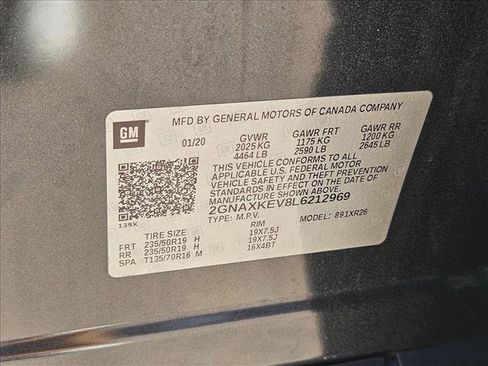 MFD BY GENERAL MOTORS OF CANADA COMPANY
GM
01/20
GVWR GAWR FRT GAWR RR
2025 KG 1175 KG 1200 KG
4464 LB 2590 LB 2645 LB
THIS VEHICLE CONFORMS TO ALL
APPLICABLE U.S. FEDERAL MOTOR
VEHICLE SAFETY AND THEFT PREVENTION
STANDARDS IN EFFECT ON THE DATE OF
MANUFACTURE SHOWN ABOVE.
2GNAXKEV8L6212969
TYPE: M.P.V. MODEL: 891XR26
139X
TIRE SIZE RIM
FRT 235/50R19 H 19X7.5J
RR 235/50R19 H 19X7.5J
SPA T135/70R16 M 16X4BT